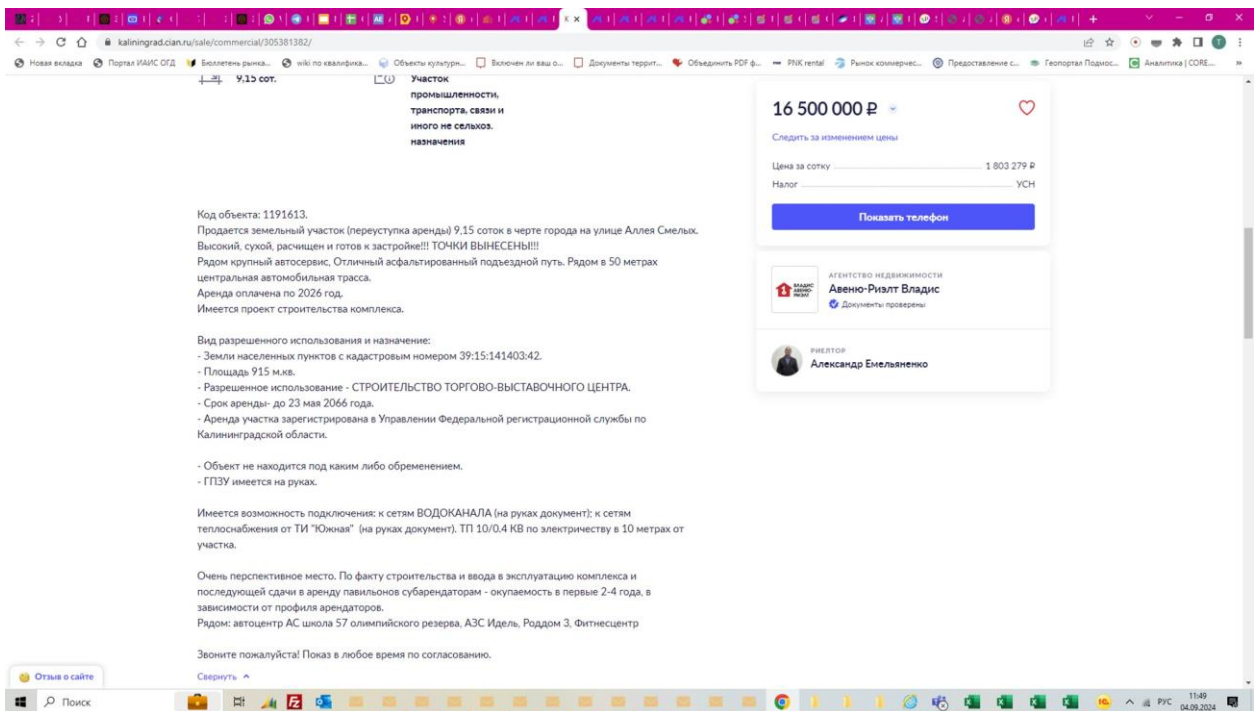 kaliningrad.cian.ru/sale/commercial/305381382/
Новая вкладка
Портал ИАИС ОГД
Бюллетень рынка...
wiki по квалифика...
Объекты культурн...
Включен ли ваш о...
Документы террит...
Объединить PDF ф...
PNK rental
Рынок коммерчес...
Предоставление с...
Геопортал Подмос...
Аналитика | CORE...
9,15 сот.
Участок
промышленности,
транспорта, связи и
иного не сельхоз.
назначения
16 500 000 ₽
Следить за изменением цены
Цена за сотку 1 803 279 ₽
Налог УСН
Показать телефон
АГЕНТСТВО НЕДВИЖИМОСТИ
Авеню-Риэлт Владис
Документы проверены
РИЕЛТОР
Александр Емельяненко
Код объекта: 1191613.
Продается земельный участок (переуступка аренды) 9,15 соток в черте города на улице Аллея Смелых.
Высокий, сухой, расчищен и готов к застройке!!! ТОЧКИ ВЫНЕСЕНЫ!!!
Рядом крупный автосервис, Отличный асфальтированный подъездной путь. Рядом в 50 метрах
центральная автомобильная трасса.
Аренда оплачена по 2026 год.
Имеется проект строительства комплекса.
Вид разрешенного использования и назначение:
- Земли населенных пунктов с кадастровым номером 39:15:141403:42.
- Площадь 915 м.кв.
- Разрешенное использование - СТРОИТЕЛЬСТВО ТОРГОВО-ВЫСТАВОЧНОГО ЦЕНТРА.
- Срок аренды- до 23 мая 2066 года.
- Аренда участка зарегистрирована в Управлении Федеральной регистрационной службы по
Калининградской области.
- Объект не находится под каким либо обременением.
- ГПЗУ имеется на руках.
Имеется возможность подключения: к сетям ВОДОКАНАЛА (на руках документ); к сетям
теплоснабжения от ТИ "Южная" (на руках документ). ТП 10/0.4 КВ по электричеству в 10 метрах от
участка.
Очень перспективное место. По факту строительства и ввода в эксплуатацию комплекса и
последующей сдачи в аренду павильонов субарендаторам - окупаемость в первые 2-4 года, в
зависимости от профиля арендаторов.
Рядом: автоцентр АС школа 57 олимпийского резерва, АЗС Идель, Роддом 3, Фитнесцентр
Звоните пожалуйста! Показ в любое время по согласованию.
Свернуть
Отзыв о сайте
Поиск
РУС
11:49
04.09.2024